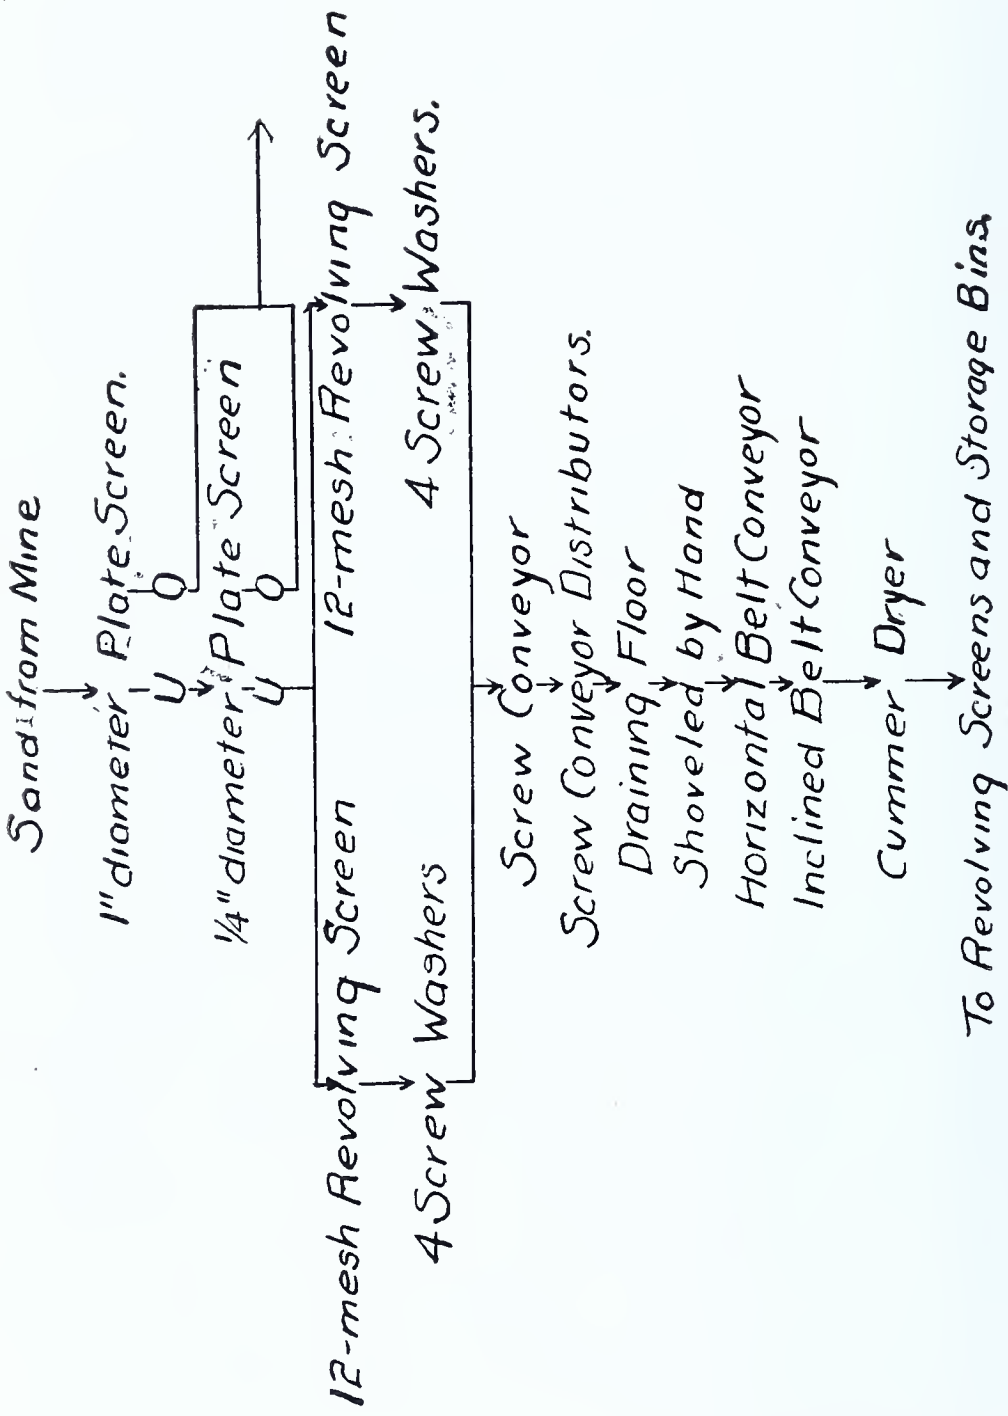 Sand from Mine
1" diameter Plate Screen.
U O
1/4" diameter Plate Screen
U O
12-mesh Revolving Screen 12-mesh Revolving Screen
4 Screw Washers 4 Screw Washers.
Screw Conveyor
Screw Conveyor Distributors.
Draining Floor
Shoveled by Hand
Horizontal Belt Conveyor
Inclined Belt Conveyor
Cummer Dryer
To Revolving Screens and Storage Bins.